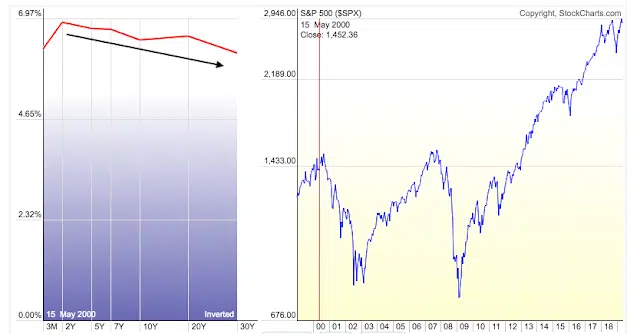 6.97%
4.65%
2.32%
0.00%
15 May 2000 Inverted
3M 2Y 5Y 7Y 10Y 20Y 30Y
2,946.00 S&P 500 ($SPX) Copyright, StockCharts.com
15 May 2000
Close: 1,452.36
2,189.00
1,433.00
676.00
00 01 02 03 04 05 06 07 08 09 10 11 12 13 14 15 16 17 18